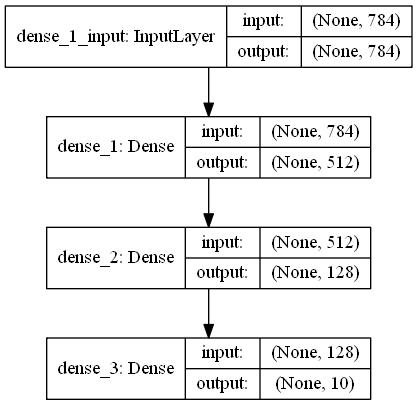 dense_1_input: InputLayer
input: (None, 784)
output: (None, 784)
dense_1: Dense
input: (None, 784)
output: (None, 512)
dense_2: Dense
input: (None, 512)
output: (None, 128)
dense_3: Dense
input: (None, 128)
output: (None, 10)